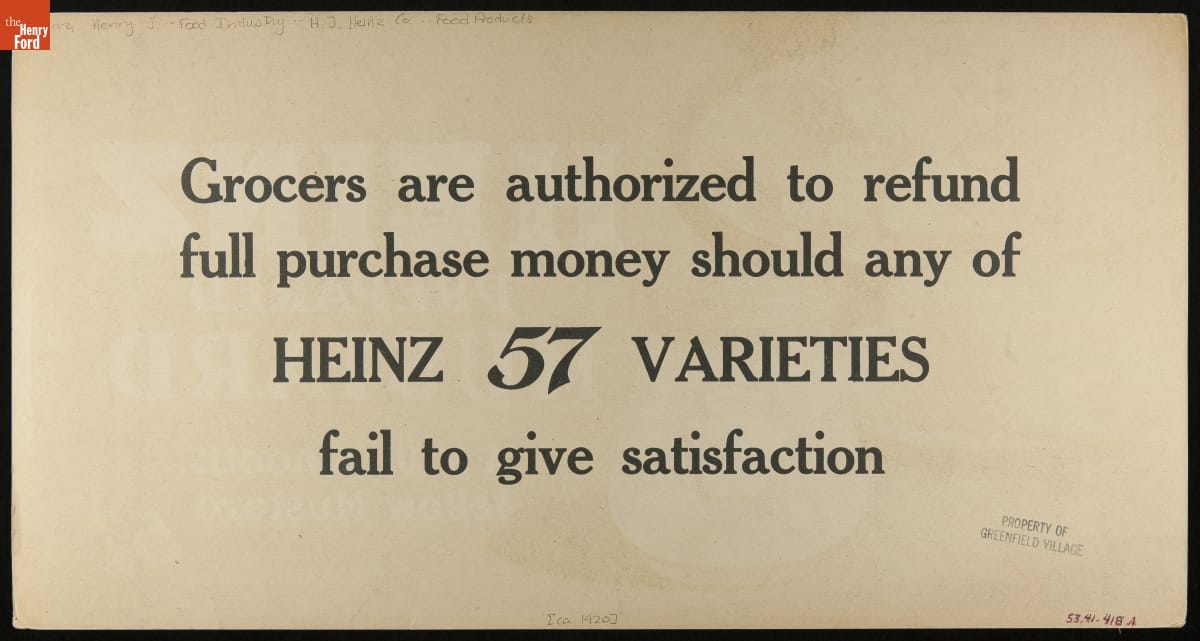 the
Henry
Ford
Henry J. - Food Industry - H. J. Heinz Co -- Food Products
Grocers are authorized to refund
full purchase money should any of
HEINZ 57 VARIETIES
fail to give satisfaction
PROPERTY OF
GREENFIELD VILLAGE
[ca. 1920]
53.41-418 A